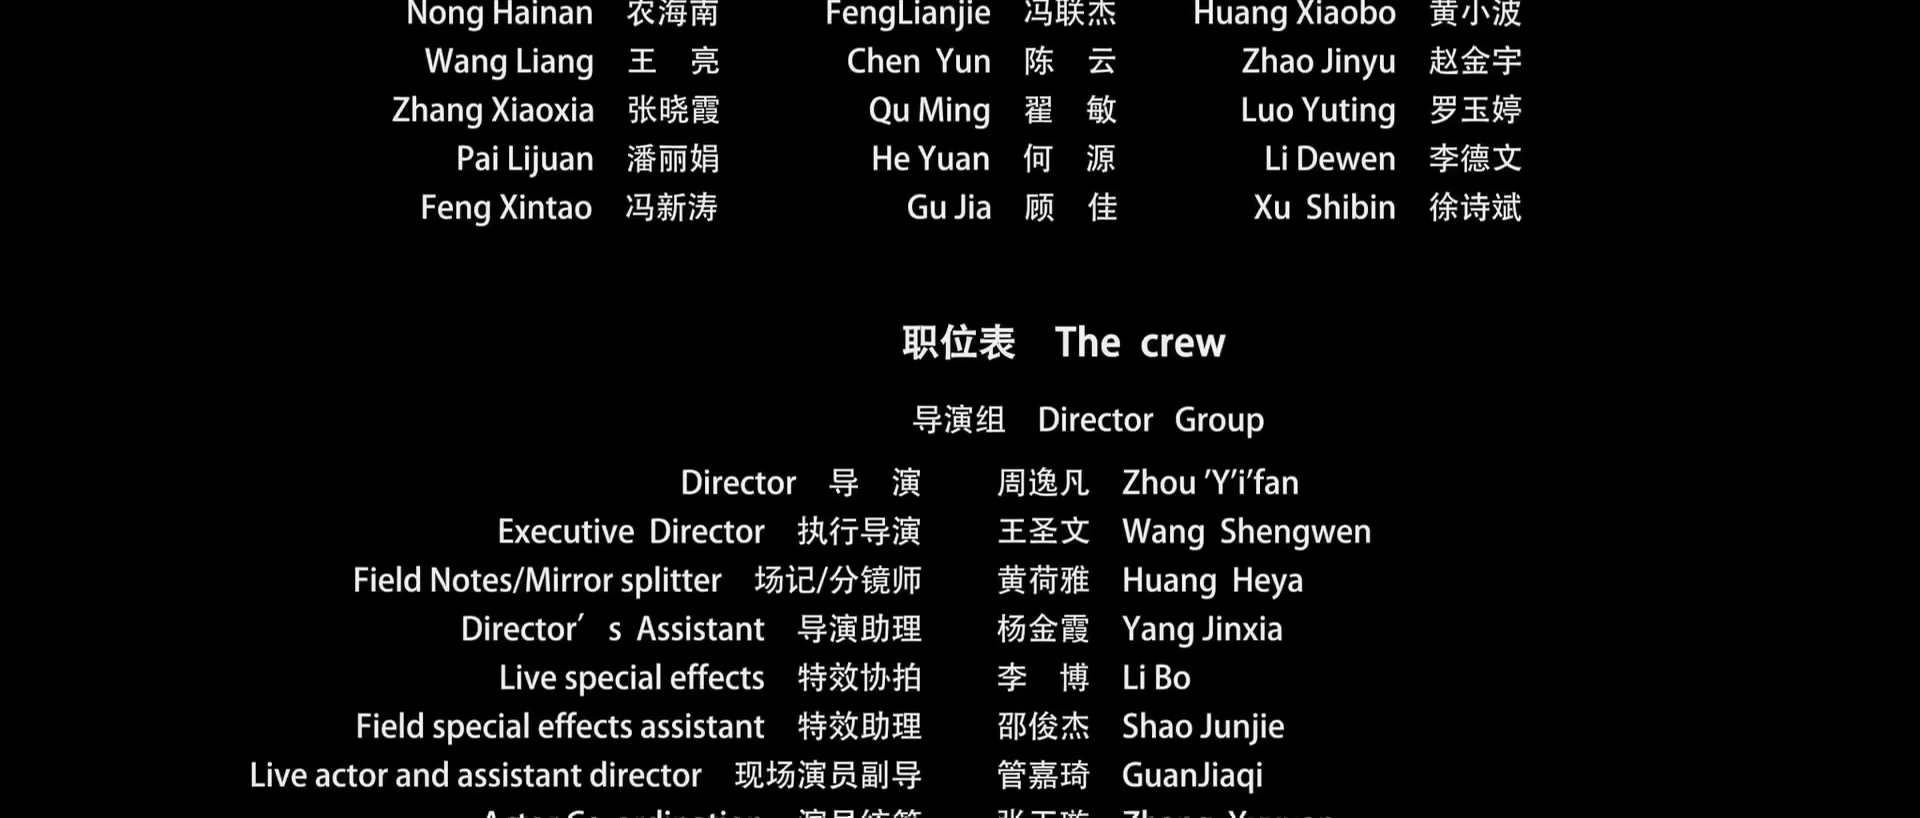 Nong Hainan 农海南 FengLianjie 冯联杰 Huang Xiaobo 黄小波
Wang Liang 王 亮 Chen Yun 陈 云 Zhao Jinyu 赵金宇
Zhang Xiaoxia 张晓霞 Qu Ming 翟 敏 Luo Yuting 罗玉婷
Pai Lijuan 潘丽娟 He Yuan 何 源 Li Dewen 李德文
Feng Xintao 冯新涛 Gu Jia 顾 佳 Xu Shibin 徐诗斌
职位表 The crew
导演组 Director Group
Director 导 演 周逸凡 Zhou 'Y'i'fan
Executive Director 执行导演 王圣文 Wang Shengwen
Field Notes/Mirror splitter 场记/分镜师 黄荷雅 Huang Heya
Director's Assistant 导演助理 杨金霞 Yang Jinxia
Live special effects 特效协拍 李 博 Li Bo
Field special effects assistant 特效助理 邵俊杰 Shao Junjie
Live actor and assistant director 现场演员副导 管嘉琦 GuanJiaqi